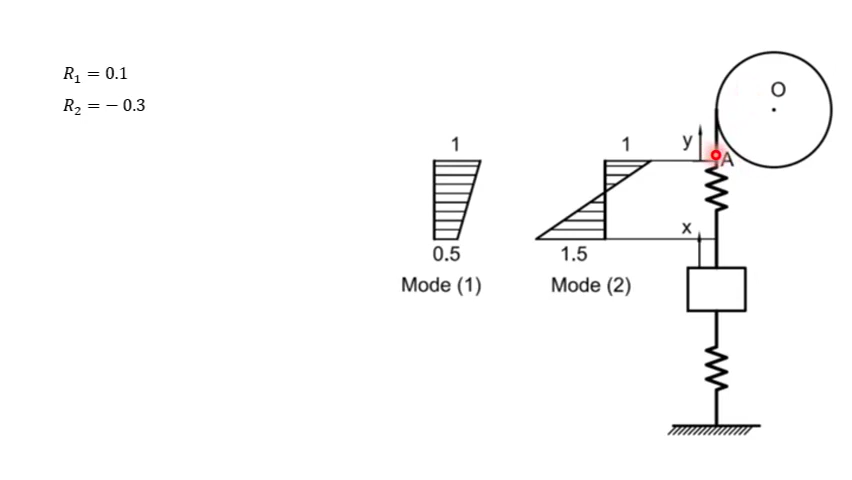 R₁ = 0.1
R₂ = − 0.3
1
1
y
O
A
x
0.5
1.5
Mode (1)
Mode (2)